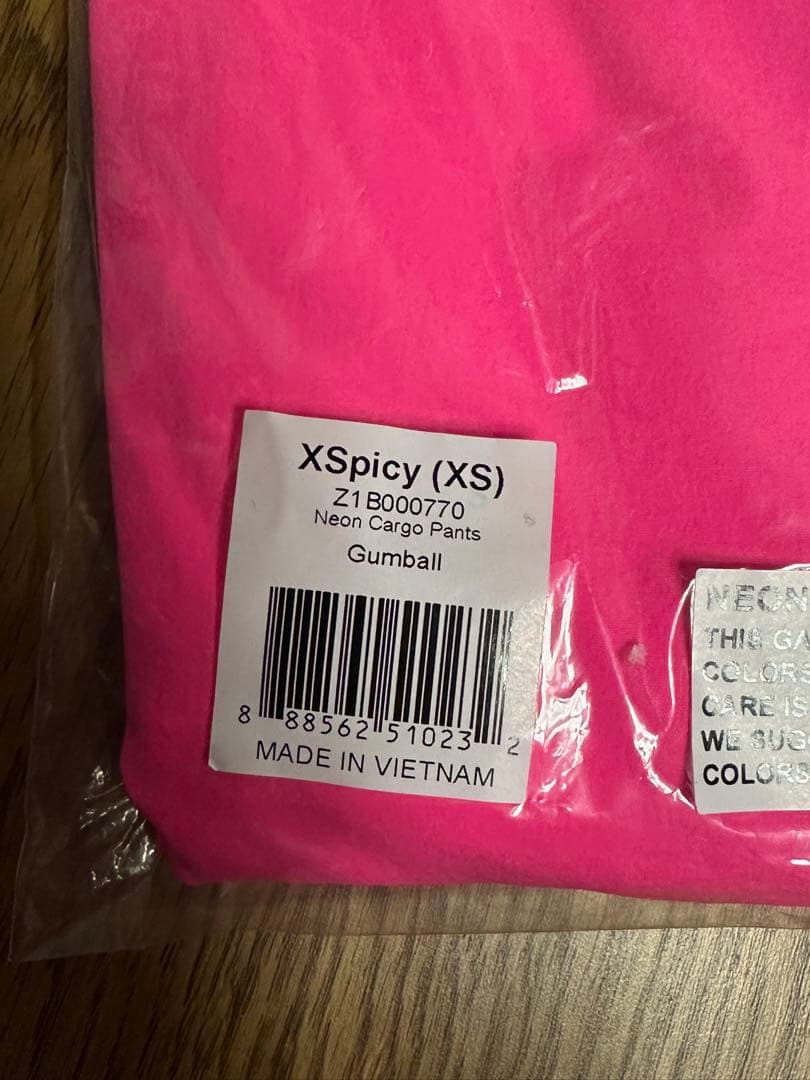 XSpicy (XS)
Z1B000770
Neon Cargo Pants
Gumball
8 88562 51023 2
MADE IN VIETNAM
NEON
THIS GA
COLORS
CARE IS
WE SUG
COLORS